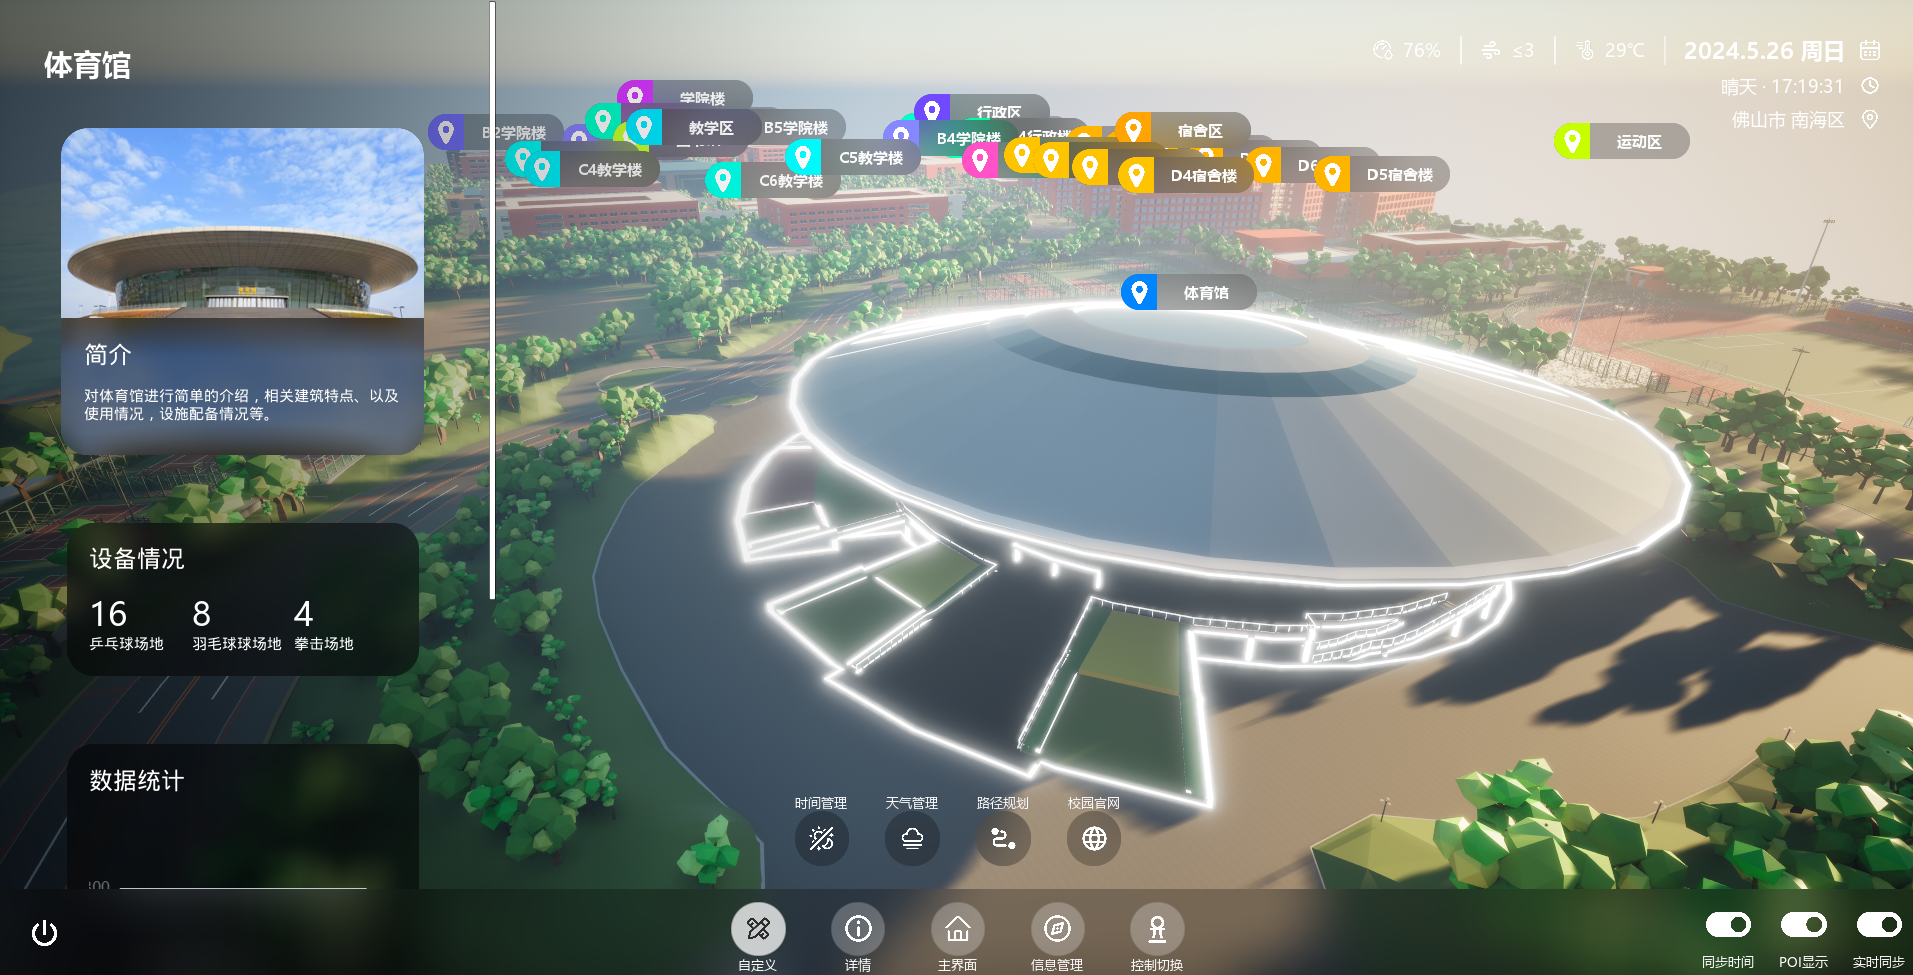 体育馆
76%
≤3
29℃
2024.5.26 周日
晴天 · 17:19:31
佛山市 南海区
学院楼
B2学院楼
教学区
B5学院楼
行政区
B4学院楼
4行政楼
宿舍区
运动区
C4教学楼
C5教学楼
C6教学楼
D4宿舍楼
D6
D5宿舍楼
体育馆
简介
对体育馆进行简单的介绍，相关建筑特点、以及
使用情况，设施配备情况等。
设备情况
16
8
4
乒乓球场地
羽毛球球场地
拳击场地
数据统计
时间管理
天气管理
路径规划
校园官网
自定义
详情
主界面
信息管理
控制切换
同步时间
POI显示
实时同步